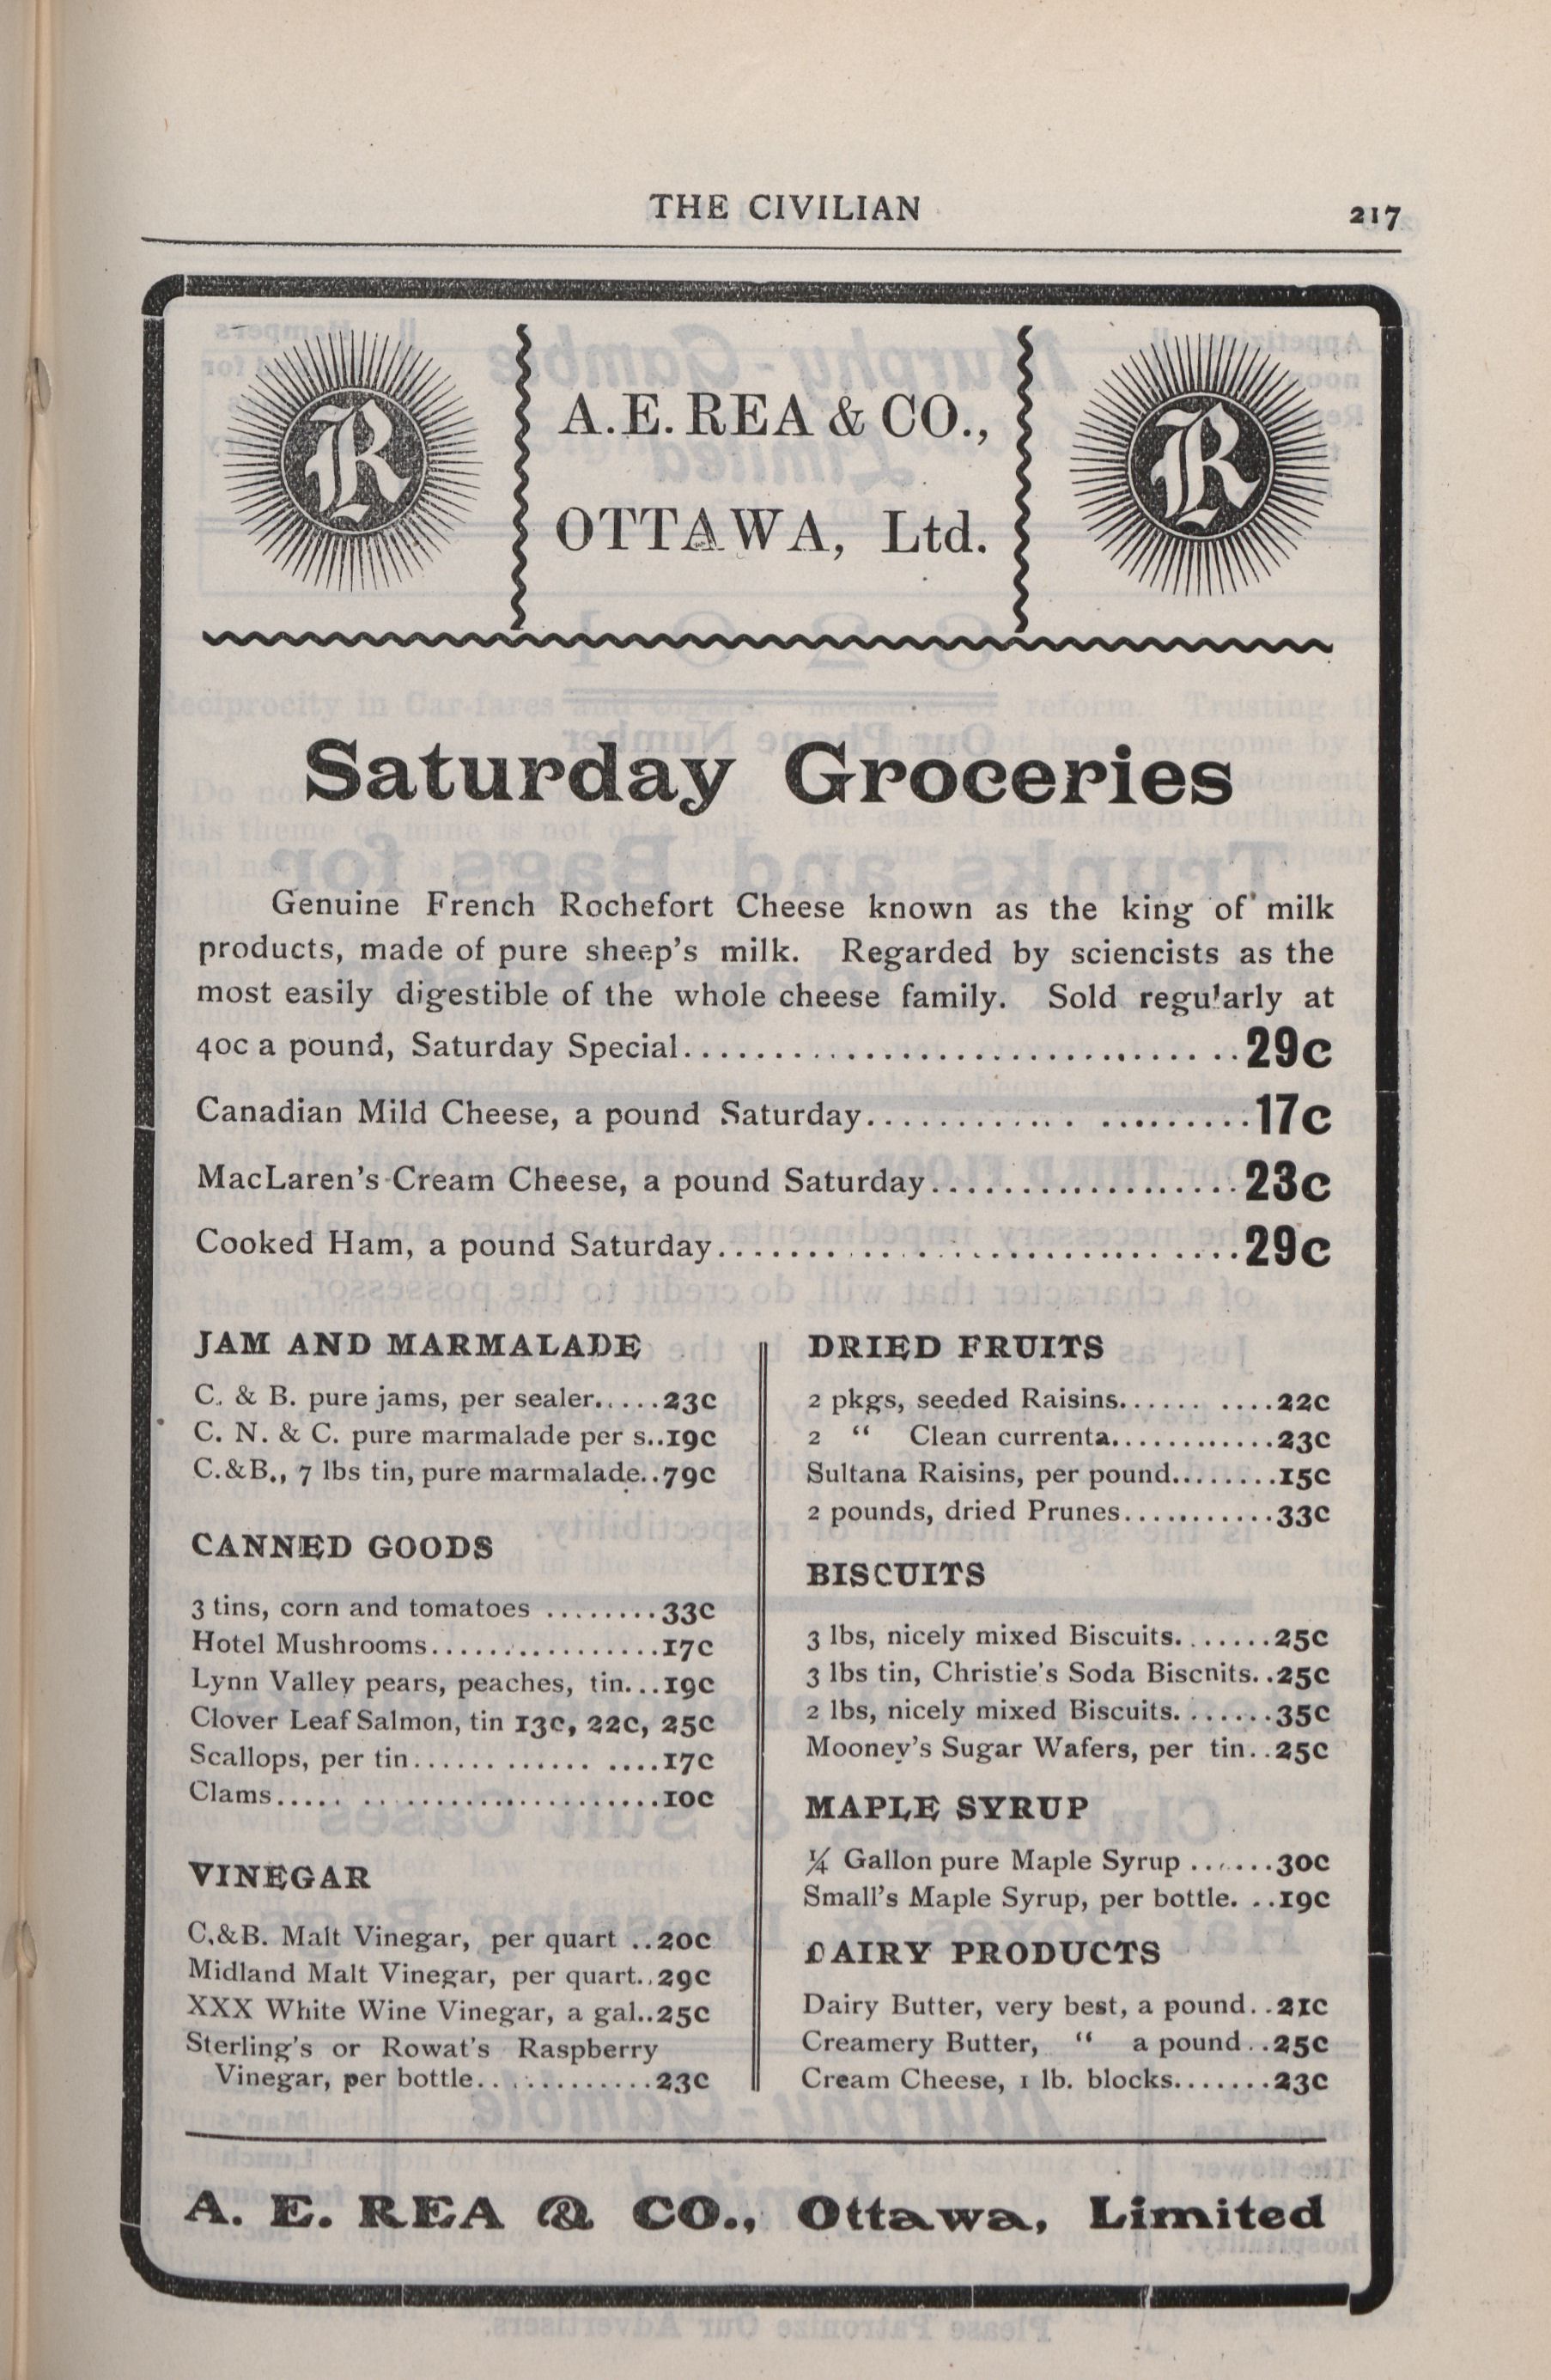 THE CIVILIAN
217
R
A.E. REA & CO.,
OTTAWA, Ltd.
R
Saturday Groceries
Genuine French Rochefort Cheese known as the king of milk
products, made of pure sheep's milk. Regarded by sciencists as the
most easily digestible of the whole cheese family. Sold regularly at
40c a pound, Saturday Special..............................29c
Canadian Mild Cheese, a pound Saturday..................... 17c
MacLaren's Cream Cheese, a pound Saturday..................23c
Cooked Ham, a pound Saturday..............................29c
JAM AND MARMALADE
C. & B. pure jams, per sealer.....23c
C. N. & C. pure marmalade per s..19c
C.&B., 7 lbs tin, pure marmalade..79c
CANNED GOODS
3 tins, corn and tomatoes ........33c
Hotel Mushrooms.................17c
Lynn Valley pears, peaches, tin...19c
Clover Leaf Salmon, tin 13c, 22c, 25c
Scallops, per tin............ ....17c
Clams..... ......................10c
VINEGAR
C.&B. Malt Vinegar, per quart ..20c
Midland Malt Vinegar, per quart..29c
XXX White Wine Vinegar, a gal..25c
Sterling's or Rowat's Raspberry
Vinegar, per bottle.............23c
DRIED FRUITS
2 pkgs, seeded Raisins...... ....22c
2 “ Clean currenta............23c
Sultana Raisins, per pound........15c
2 pounds, dried Prunes...........33c
BISCUITS
3 lbs, nicely mixed Biscuits.......25c
3 lbs tin, Christie's Soda Biscnits..25c
2 lbs, nicely mixed Biscuits.......35c
Mooney's Sugar Wafers, per tin..25c
MAPLE SYRUP
¼ Gallon pure Maple Syrup .......30c
Small's Maple Syrup, per bottle. ..19c
DAIRY PRODUCTS
Dairy Butter, very best, a pound..21c
Creamery Butter, “ a pound..25c
Cream Cheese, 1 lb. blocks.......23c
A. E. REA & CO., Ottawa, Limited